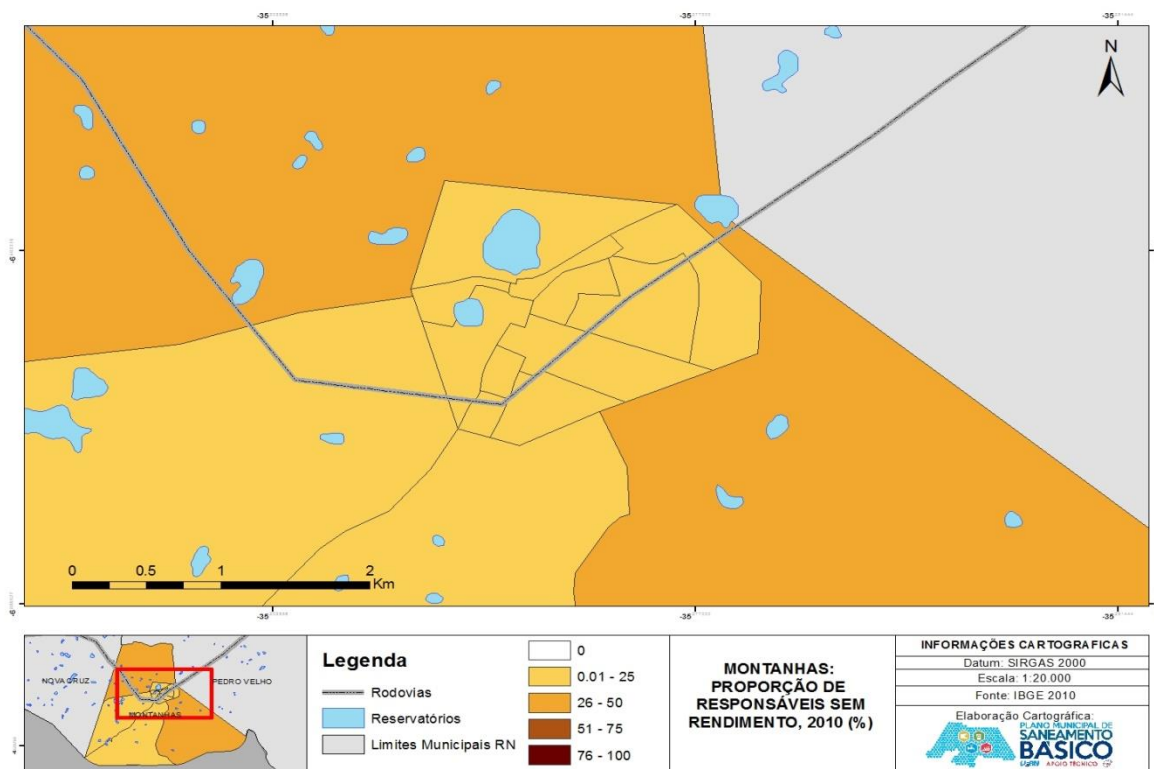 N
0 0.5 1 2
Km
NOVA CRUZ
PEDRO VELHO
MONTANHAS
Legenda
Rodovias
Reservatórios
Limites Municipais RN
0
0.01 - 25
26 - 50
51 - 75
76 - 100
MONTANHAS:
PROPORÇÃO DE
RESPONSÁVEIS SEM
RENDIMENTO, 2010 (%)
INFORMAÇÕES CARTOGRAFICAS
Datum: SIRGAS 2000
Escala: 1:20.000
Fonte: IBGE 2010
Elaboração Cartográfica:
PLANO MUNICIPAL DE
SANEAMENTO
BÁSICO
APOIO TÉCNICO